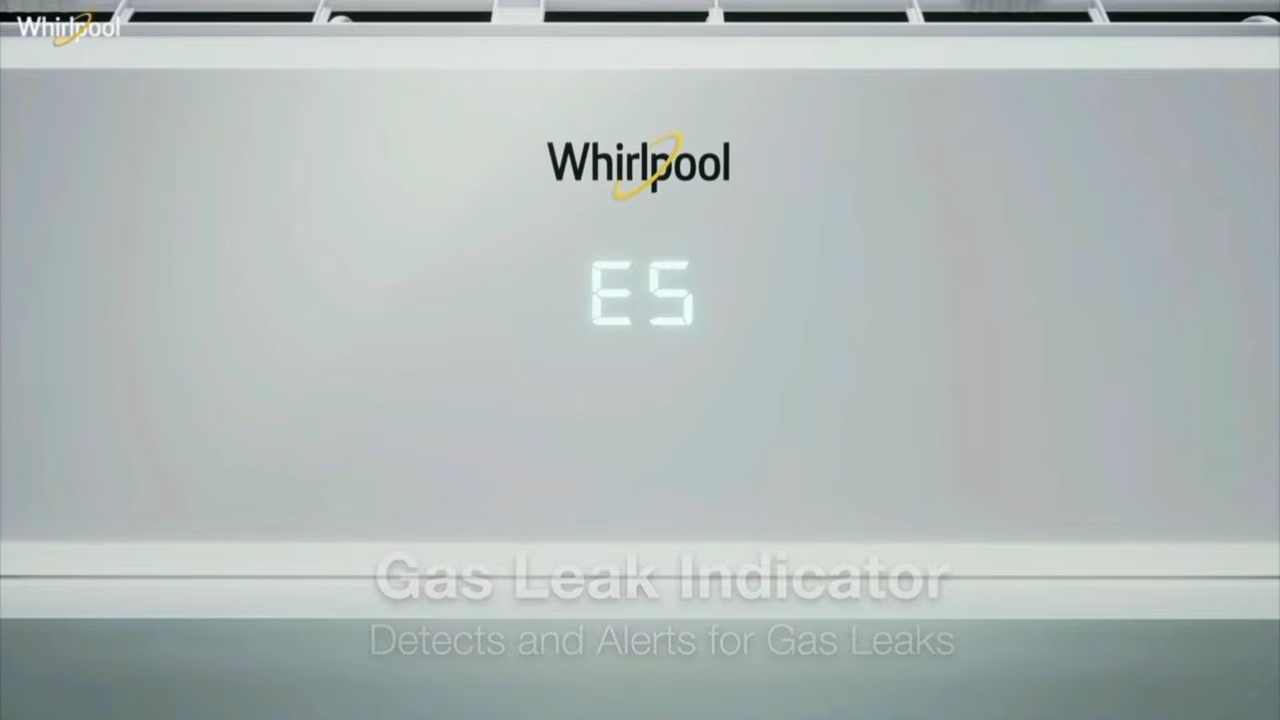 Whirlpool
Whirlpool
E5
Gas Leak Indicator
Detects and Alerts for Gas Leaks